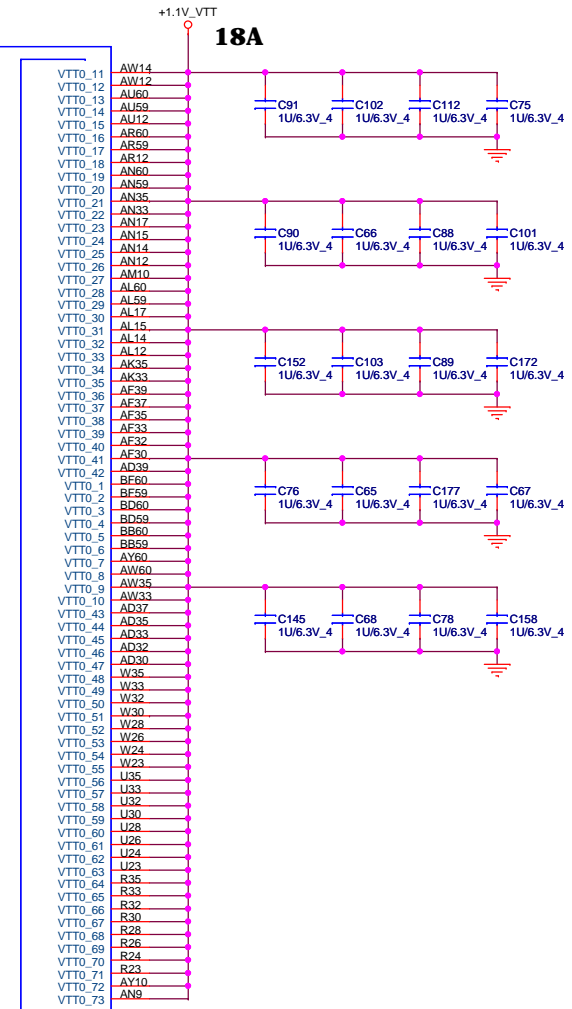 +1.1V_VTT
18A
VTT0_11 AW14
VTT0_12 AW12
VTT0_13 AU60
VTT0_14 AU59
VTT0_15 AU12
VTT0_16 AR60
VTT0_17 AR59
VTT0_18 AR12
VTT0_19 AN60
VTT0_20 AN59
VTT0_21 AN35
VTT0_22 AN33
VTT0_23 AN17
VTT0_24 AN15
VTT0_25 AN14
VTT0_26 AN12
VTT0_27 AM10
VTT0_28 AL60
VTT0_29 AL59
VTT0_30 AL17
VTT0_31 AL15
VTT0_32 AL14
VTT0_33 AL12
VTT0_34 AK35
VTT0_35 AK33
VTT0_36 AF39
VTT0_37 AF37
VTT0_38 AF35
VTT0_39 AF33
VTT0_40 AF32
VTT0_41 AF30
VTT0_42 AD39
VTT0_1 BF60
VTT0_2 BF59
VTT0_3 BD60
VTT0_4 BD59
VTT0_5 BB60
VTT0_6 BB59
VTT0_7 AY60
VTT0_8 AW60
VTT0_9 AW35
VTT0_10 AW33
VTT0_43 AD37
VTT0_44 AD35
VTT0_45 AD33
VTT0_46 AD32
VTT0_47 AD30
VTT0_48 W35
VTT0_49 W33
VTT0_50 W32
VTT0_51 W30
VTT0_52 W28
VTT0_53 W26
VTT0_54 W24
VTT0_55 W23
VTT0_56 U35
VTT0_57 U33
VTT0_58 U32
VTT0_59 U30
VTT0_60 U28
VTT0_61 U26
VTT0_62 U24
VTT0_63 U23
VTT0_64 R35
VTT0_65 R33
VTT0_66 R32
VTT0_67 R30
VTT0_68 R28
VTT0_69 R26
VTT0_70 R24
VTT0_71 R23
VTT0_72 AY10
VTT0_73 AN9
C91 C102 C112 C75
1U/6.3V_4 1U/6.3V_4 1U/6.3V_4 1U/6.3V_4
C90 C66 C88 C101
1U/6.3V_4 1U/6.3V_4 1U/6.3V_4 1U/6.3V_4
C152 C103 C89 C172
1U/6.3V_4 1U/6.3V_4 1U/6.3V_4 1U/6.3V_4
C76 C65 C177 C67
1U/6.3V_4 1U/6.3V_4 1U/6.3V_4 1U/6.3V_4
C145 C68 C78 C158
1U/6.3V_4 1U/6.3V_4 1U/6.3V_4 1U/6.3V_4